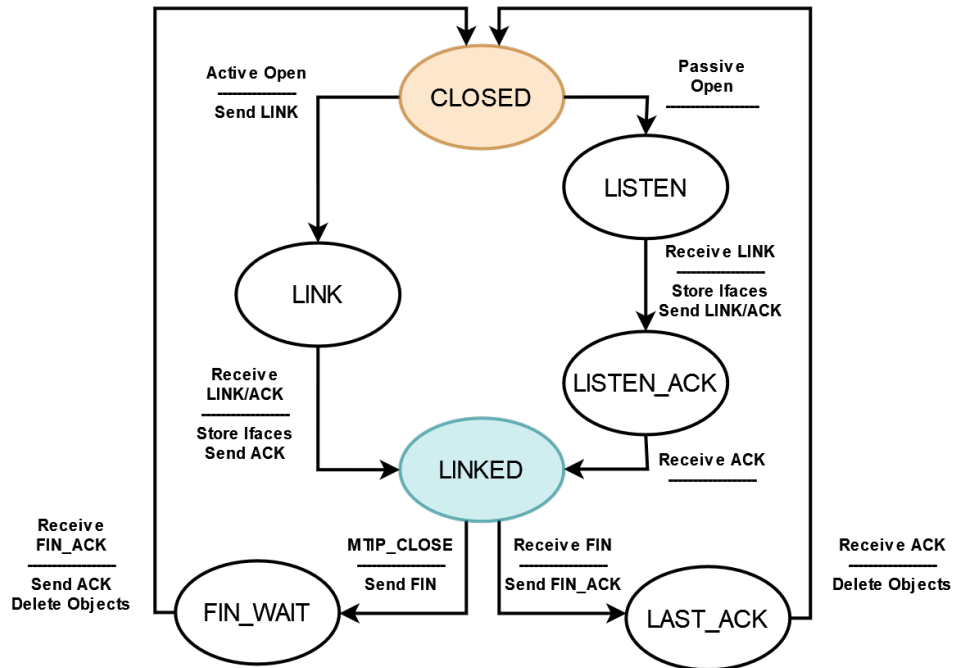 Active Open
Send LINK
CLOSED
Passive
Open
LISTEN
Receive LINK
Store Ifaces
Send LINK/ACK
LINK
LISTEN_ACK
Receive
LINK/ACK
Store Ifaces
Send ACK
LINKED
Receive ACK
Receive
FIN_ACK
Send ACK
Delete Objects
MTIP_CLOSE
Send FIN
Receive FIN
Send FIN_ACK
Receive ACK
Delete Objects
FIN_WAIT
LAST_ACK